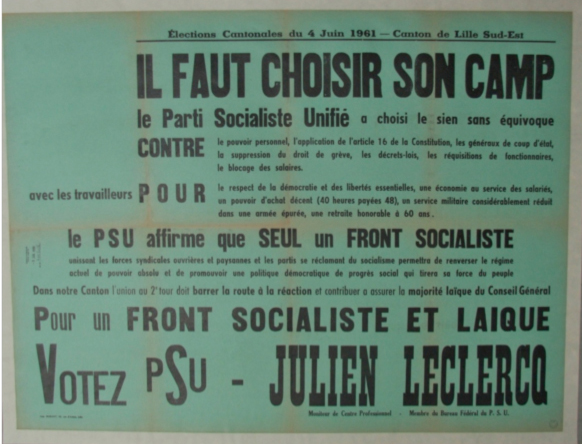 Élections Cantonales du 4 Juin 1961 — Canton de Lille Sud-Est
IL FAUT CHOISIR SON CAMP
le Parti Socialiste Unifié a choisi le sien sans équivoque
CONTRE
le pouvoir personnel, l'application de l'article 16 de la Constitution, les généraux de coup d'état,
la suppression du droit de grève, les décrets-lois, les réquisitions de fonctionnaires,
le blocage des salaires.
avec les travailleurs POUR
le respect de la démocratie et des libertés essentielles, une économie au service des salariés,
un pouvoir d'achat décent (40 heures payées 48), un service militaire considérablement réduit
dans une armée épurée, une retraite honorable à 60 ans.
le PSU affirme que SEUL un FRONT SOCIALISTE
unissant les forces syndicales ouvrières et paysannes et les partis se réclamant du socialisme permettra de renverser le régime
actuel de pouvoir absolu et de promouvoir une politique démocratique de progrès social qui tirera sa force du peuple
Dans notre Canton l'union au 2e tour doit barrer la route à la réaction et contribuer a assurer la majorité laïque du Conseil Général
Pour un FRONT SOCIALISTE ET LAIQUE
VOTEZ PSU - JULIEN LECLERCQ
Moniteur de Centre Professionnel - Membre du Bureau Fédéral du P. S. U.